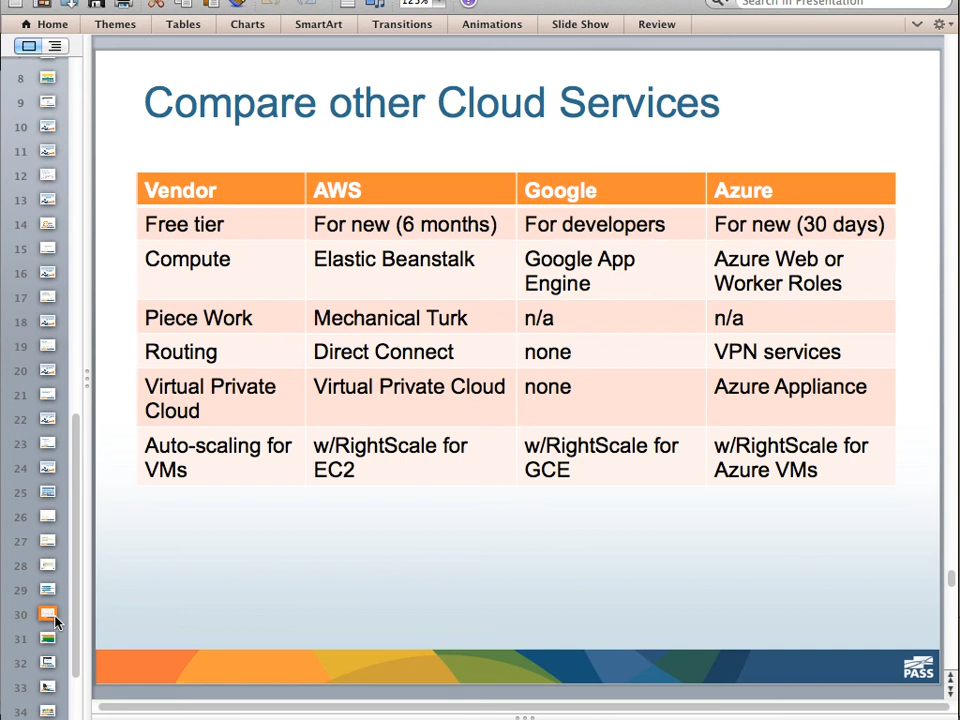 125%
Search in Presentation
Home Themes Tables Charts SmartArt Transitions Animations Slide Show Review
8
9
10
11
12
13
14
15
16
17
18
19
20
21
22
23
24
25
26
27
28
29
30
31
32
33
34
Compare other Cloud Services
Vendor AWS Google Azure
Free tier For new (6 months) For developers For new (30 days)
Compute Elastic Beanstalk Google App Azure Web or
Engine Worker Roles
Piece Work Mechanical Turk n/a n/a
Routing Direct Connect none VPN services
Virtual Private Virtual Private Cloud none Azure Appliance
Cloud
Auto-scaling for w/RightScale for w/RightScale for w/RightScale for
VMs EC2 GCE Azure VMs
PASS